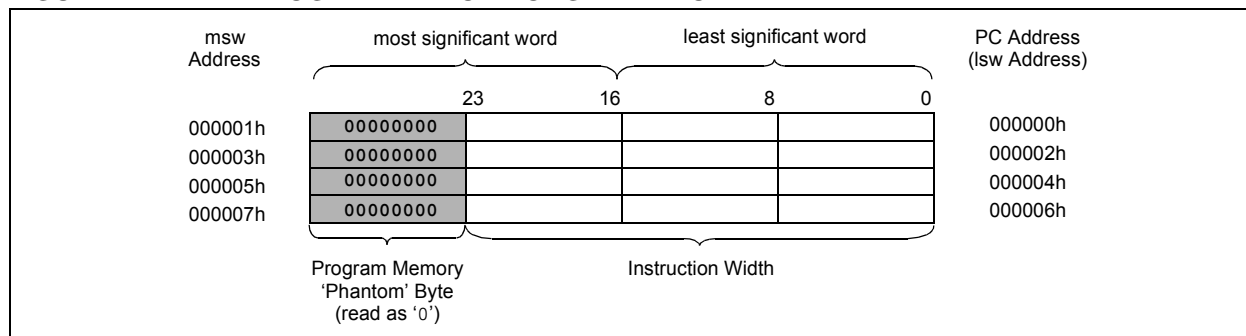 msw
Address
most significant word
least significant word
PC Address
(lsw Address)
23 16 8 0
000001h 00000000 000000h
000003h 00000000 000002h
000005h 00000000 000004h
000007h 00000000 000006h
Program Memory
‘Phantom’ Byte
(read as ‘0’)
Instruction Width